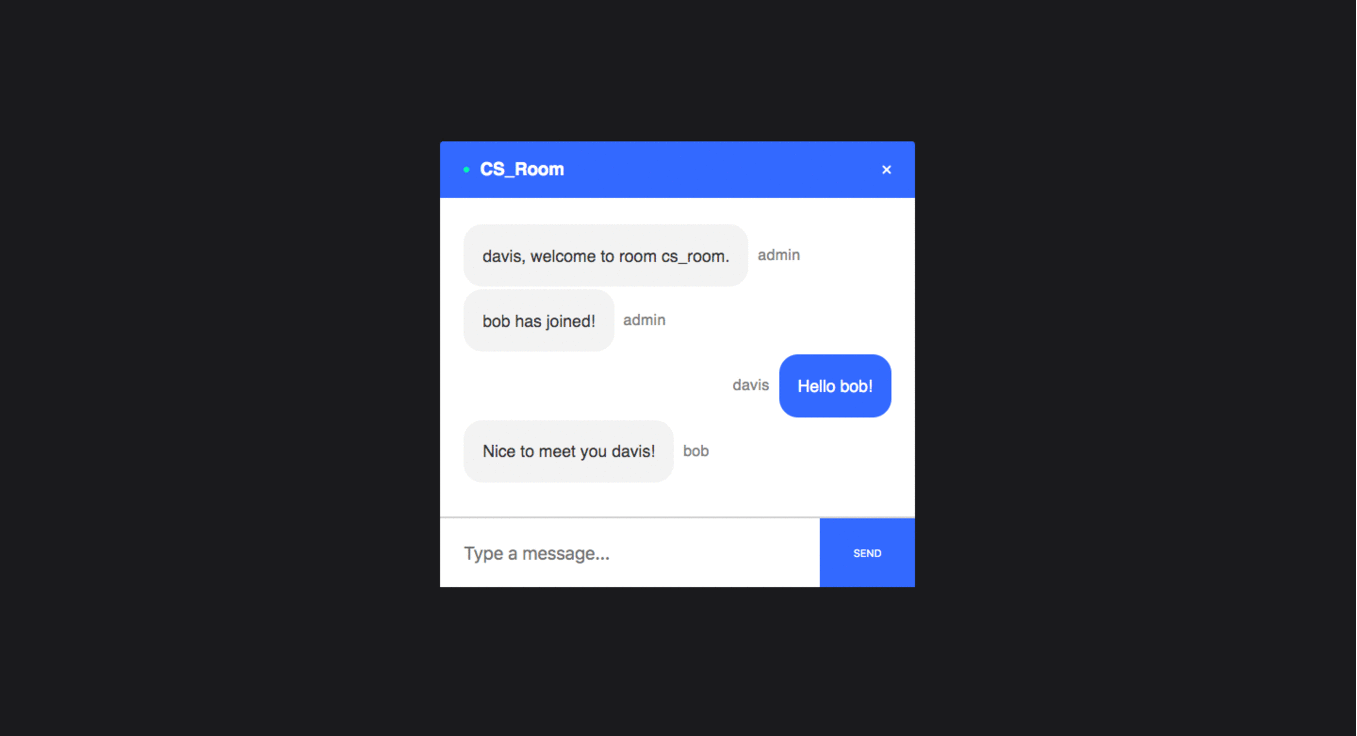 CS_Room ×
davis, welcome to room cs_room. admin
bob has joined! admin
davis Hello bob!
Nice to meet you davis! bob
Type a message... SEND